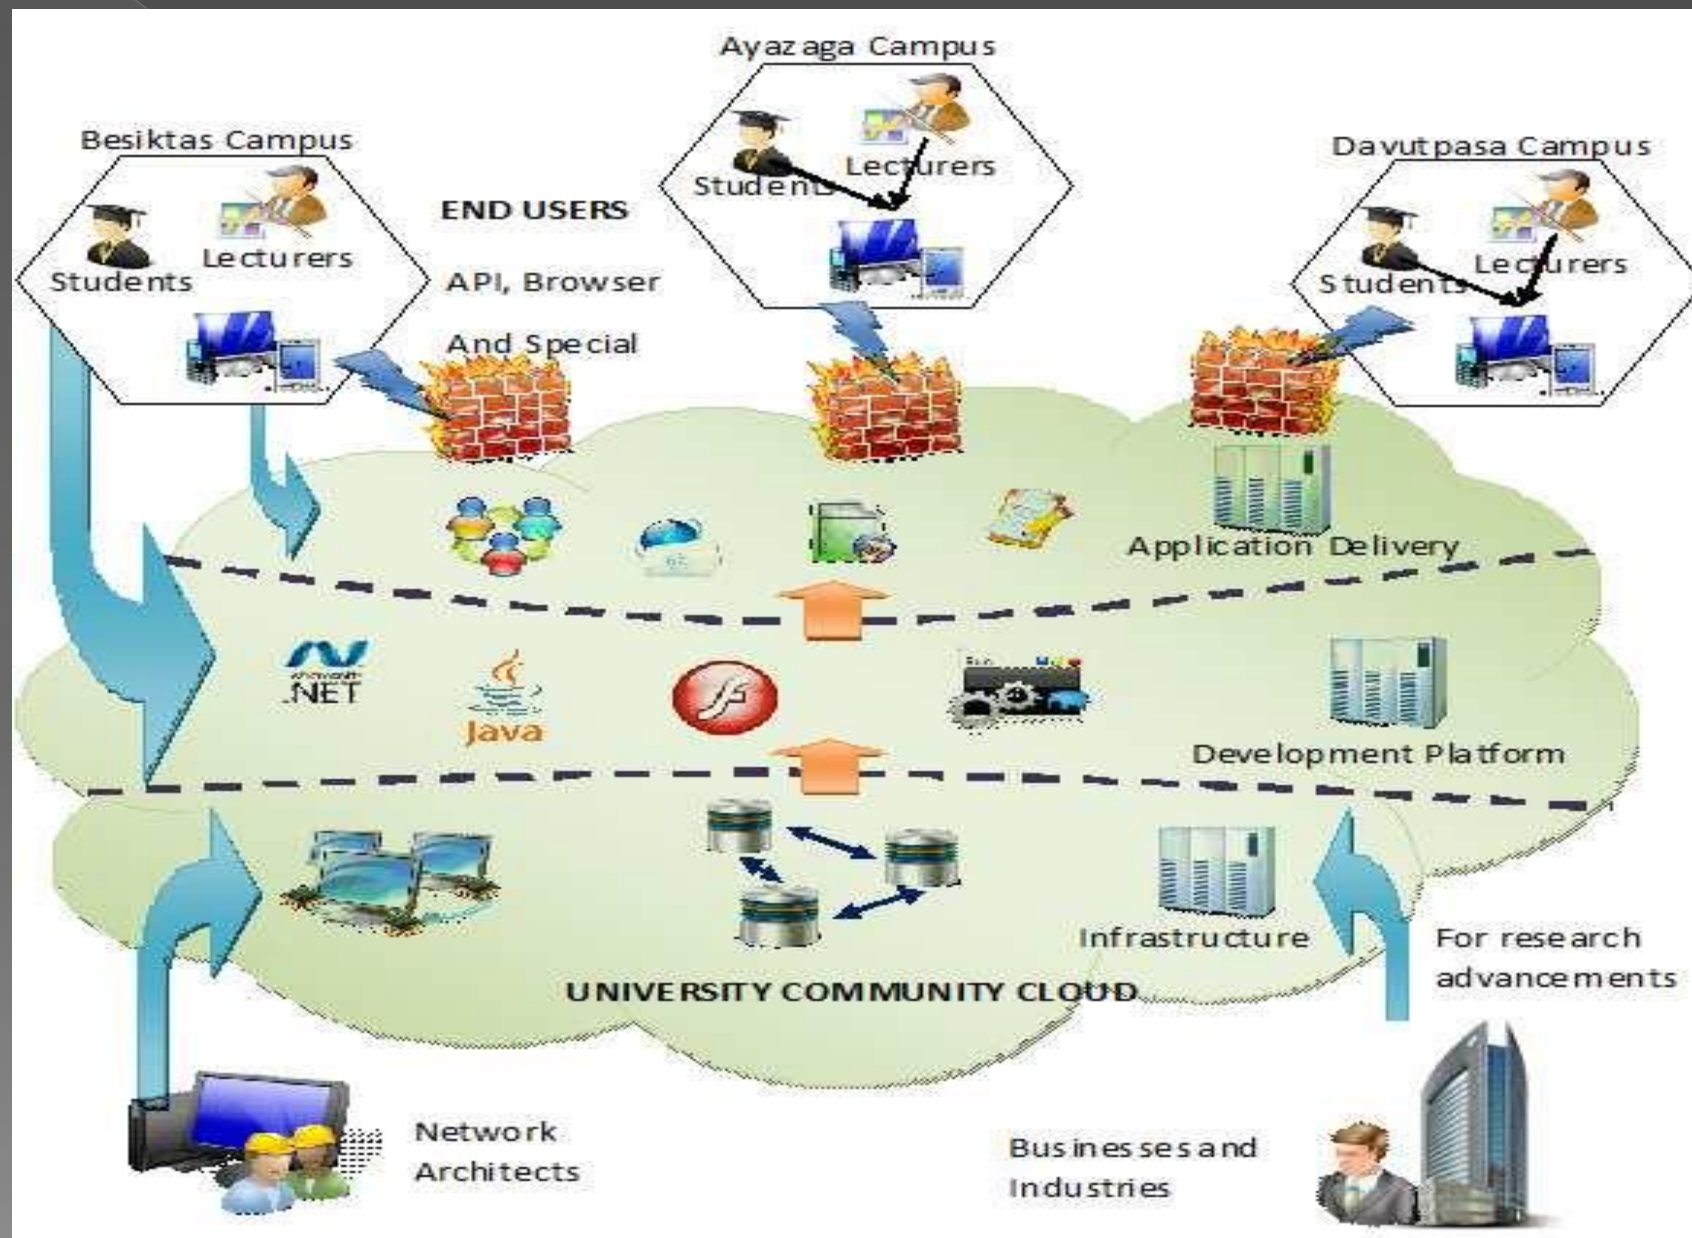 Ayazaga Campus
Besiktas Campus
Davutpasa Campus
Lecturers
Students
END USERS
Lecturers
Students
Lecturers
Students
API, Browser
And Special
Application Delivery
.NET
Java
Development Platform
Infrastructure
For research
advancements
UNIVERSITY COMMUNITY CLOUD
Network
Architects
Businesses and
Industries